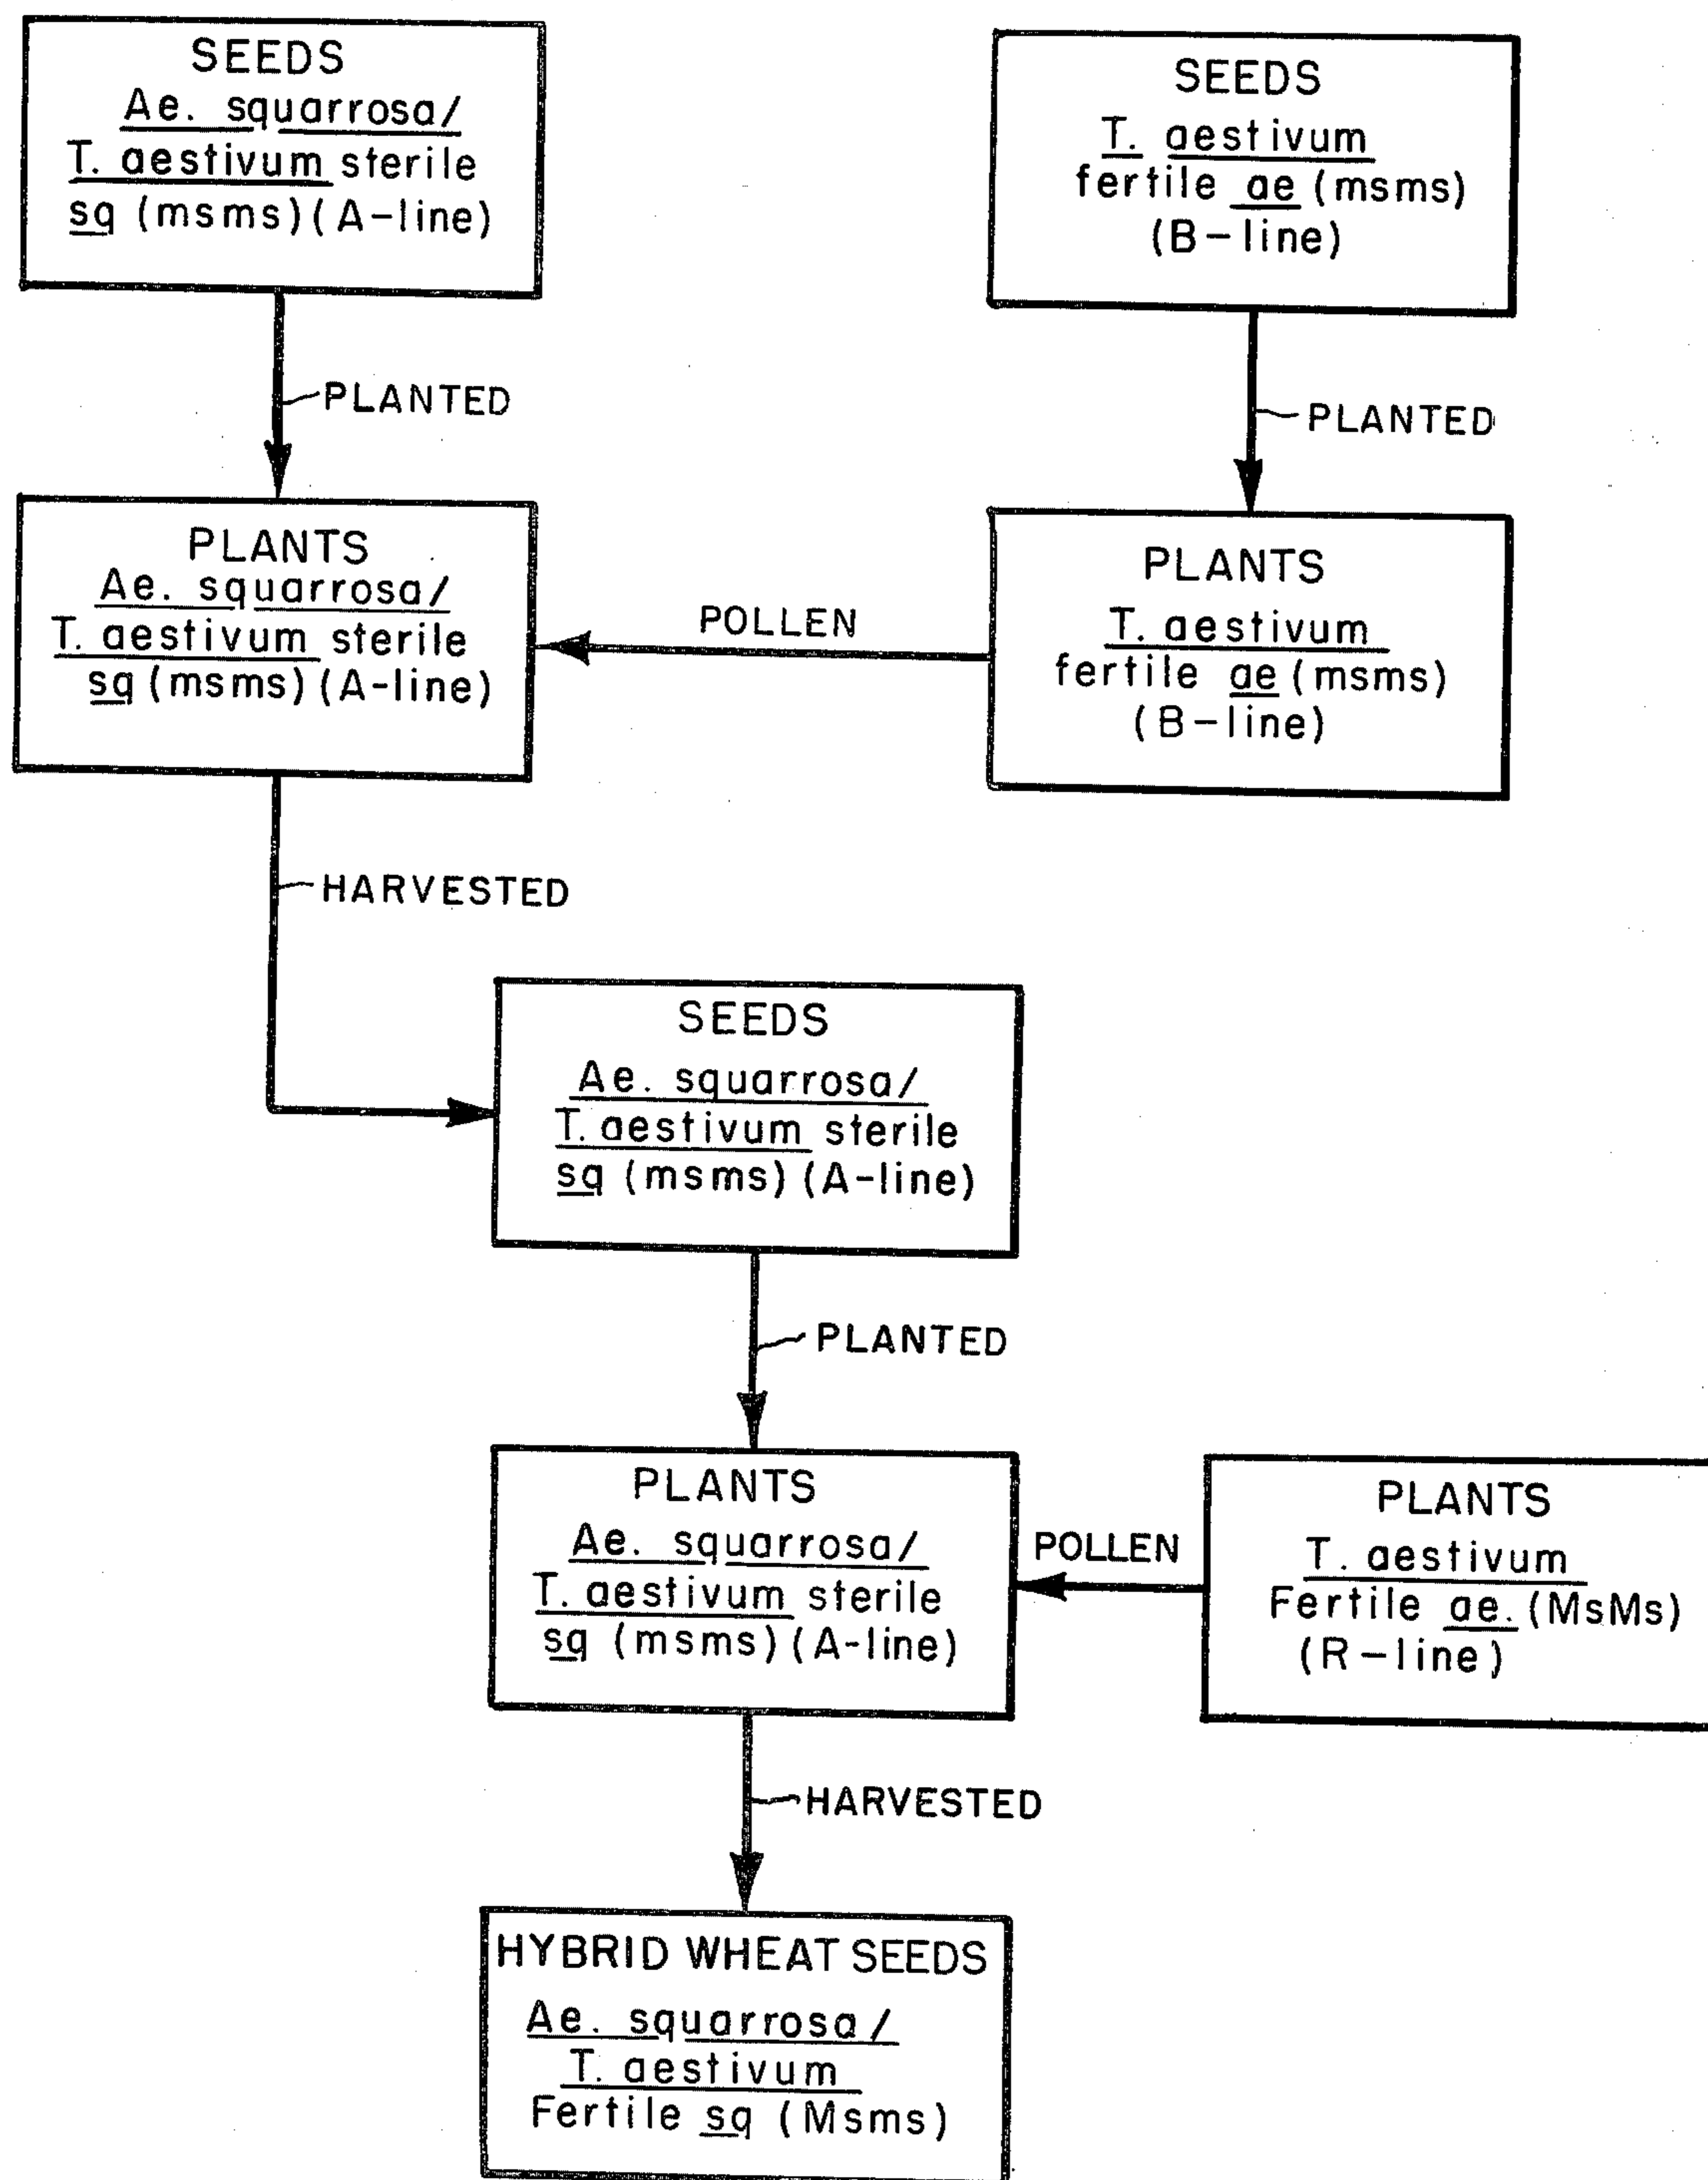 SEEDS
Ae. squarrosa/
T. aestivum sterile
sq (msms) (A-line)
SEEDS
T. aestivum
fertile ae (msms)
(B-line)
PLANTED
PLANTED
PLANTS
Ae. squarrosa/
T. aestivum sterile
sq (msms) (A-line)
POLLEN
PLANTS
T. aestivum
fertile ae (msms)
(B-line)
HARVESTED
SEEDS
Ae. squarrosa/
T. aestivum sterile
sq (msms) (A-line)
PLANTED
PLANTS
Ae. squarrosa/
T. aestivum sterile
sq (msms) (A-line)
POLLEN
PLANTS
T. aestivum
Fertile ae. (MsMs)
(R-line)
HARVESTED
HYBRID WHEAT SEEDS
Ae. squarrosa/
T. aestivum
Fertile sq (Msms)